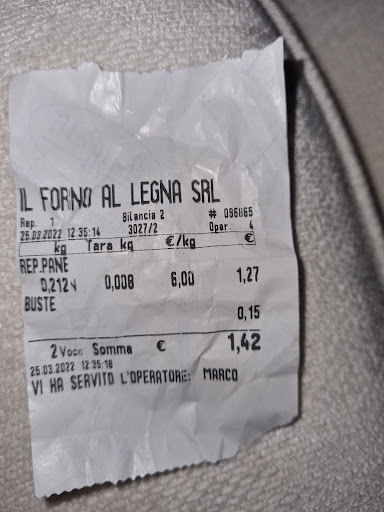 IL FORNO AL LEGNA SRL
Rep. 1 Bilancia 2 # 096865
25.03.2022 12:35:14 3027/2 Oper. 4
kg Tara kg €/kg €
REP.PANE
0,212N 0,008 6,00 1,27
BUSTE
0,15
2 Voci Somma € 1,42
25.03.2022 12:35:18
VI HA SERVITO L'OPERATORE: MARCO